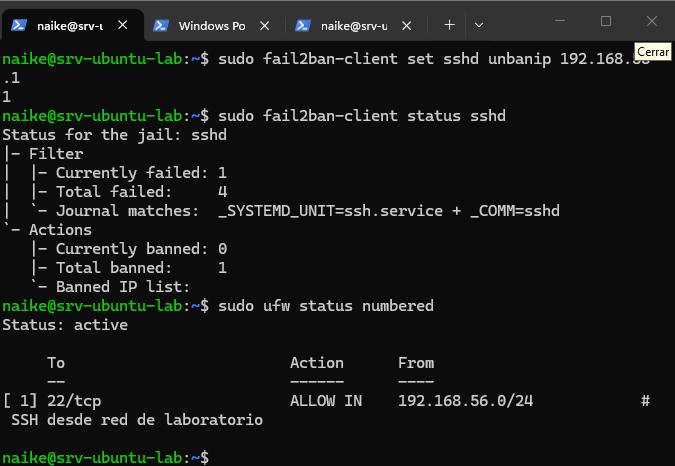 naike@srv-u
Windows Po
naike@srv-u
Cerrar
naike@srv-ubuntu-lab:~$ sudo fail2ban-client set sshd unbanip
.1
1
naike@srv-ubuntu-lab:~$ sudo fail2ban-client status sshd
Status for the jail: sshd
|- Filter
|  |- Currently failed: 1
|  |- Total failed:     4
|  `- Journal matches:  _SYSTEMD_UNIT=ssh.service + _COMM=sshd
`- Actions
   |- Currently banned: 0
   |- Total banned:     1
   `- Banned IP list:
naike@srv-ubuntu-lab:~$ sudo ufw status numbered
Status: active
     To                         Action      From
     --                         ------      ----
[ 1] 22/tcp                     ALLOW IN    192.168.56.0/24            #
 SSH desde red de laboratorio
naike@srv-ubuntu-lab:~$